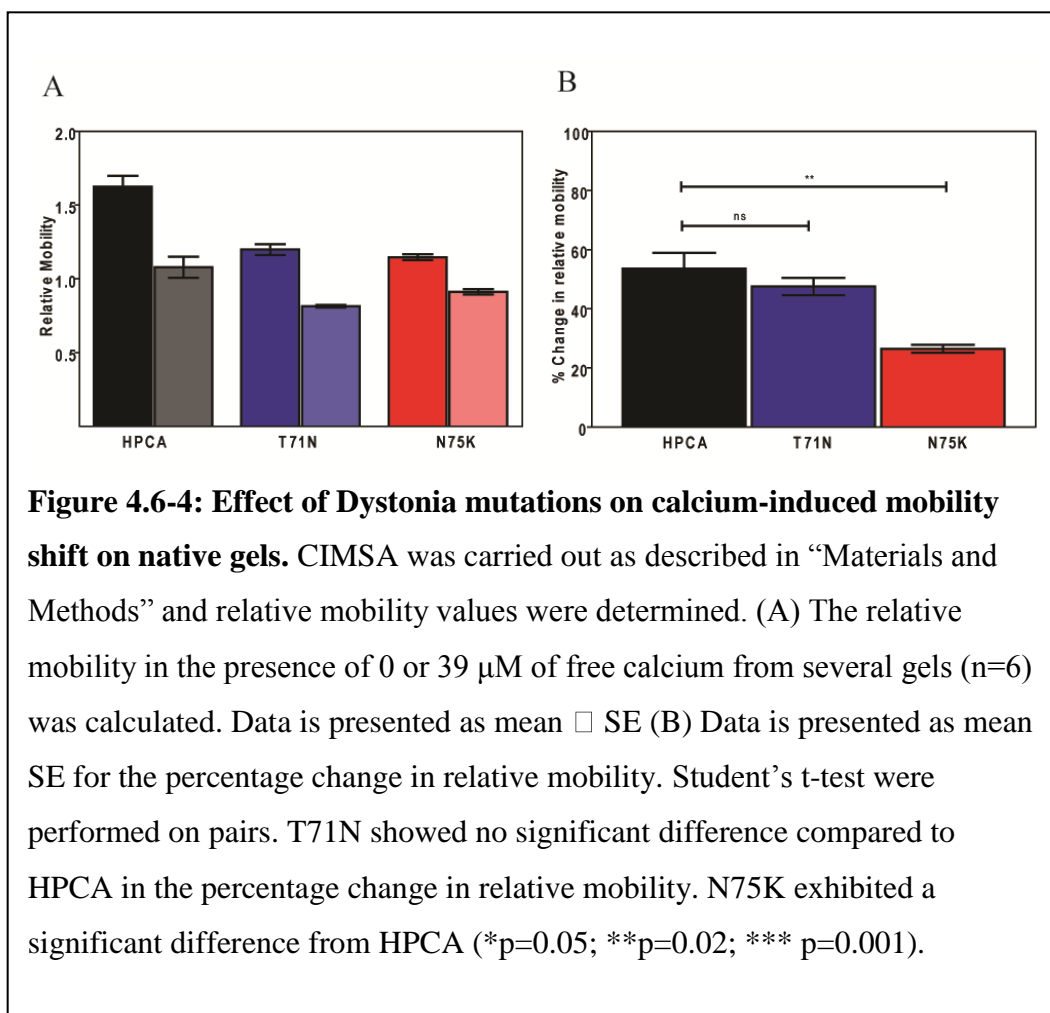 A
B
2.0
1.5
1.0
0.5
Relative Mobility
HPCA
T71N
N75K
100
80
60
40
20
0
% Change in relative mobility
**
ns
HPCA
T71N
N75K
Figure 4.6-4: Effect of Dystonia mutations on calcium-induced mobility
shift on native gels. CIMSA was carried out as described in “Materials and
Methods” and relative mobility values were determined. (A) The relative
mobility in the presence of 0 or 39 μM of free calcium from several gels (n=6)
was calculated. Data is presented as mean □ SE (B) Data is presented as mean
SE for the percentage change in relative mobility. Student’s t-test were
performed on pairs. T71N showed no significant difference compared to
HPCA in the percentage change in relative mobility. N75K exhibited a
significant difference from HPCA (*p=0.05; **p=0.02; *** p=0.001).